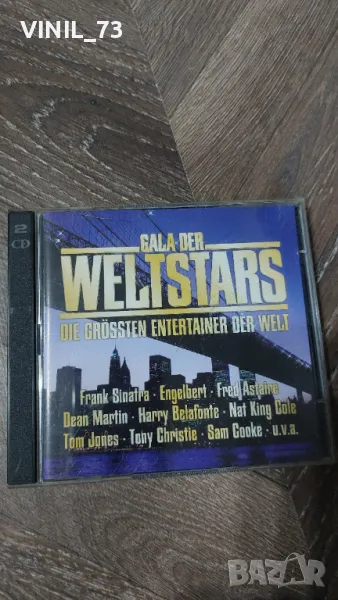 VINIL_73
2
CD
GALA DER
WELTSTARS
DIE GRÖSSTEN ENTERTAINER DER WELT
Frank Sinatra · Engelbert · Fred Astaire
Dean Martin · Harry Belafonte · Nat King Cole
Tom Jones · Tony Christie · Sam Cooke · u.v.a.
BAZAR